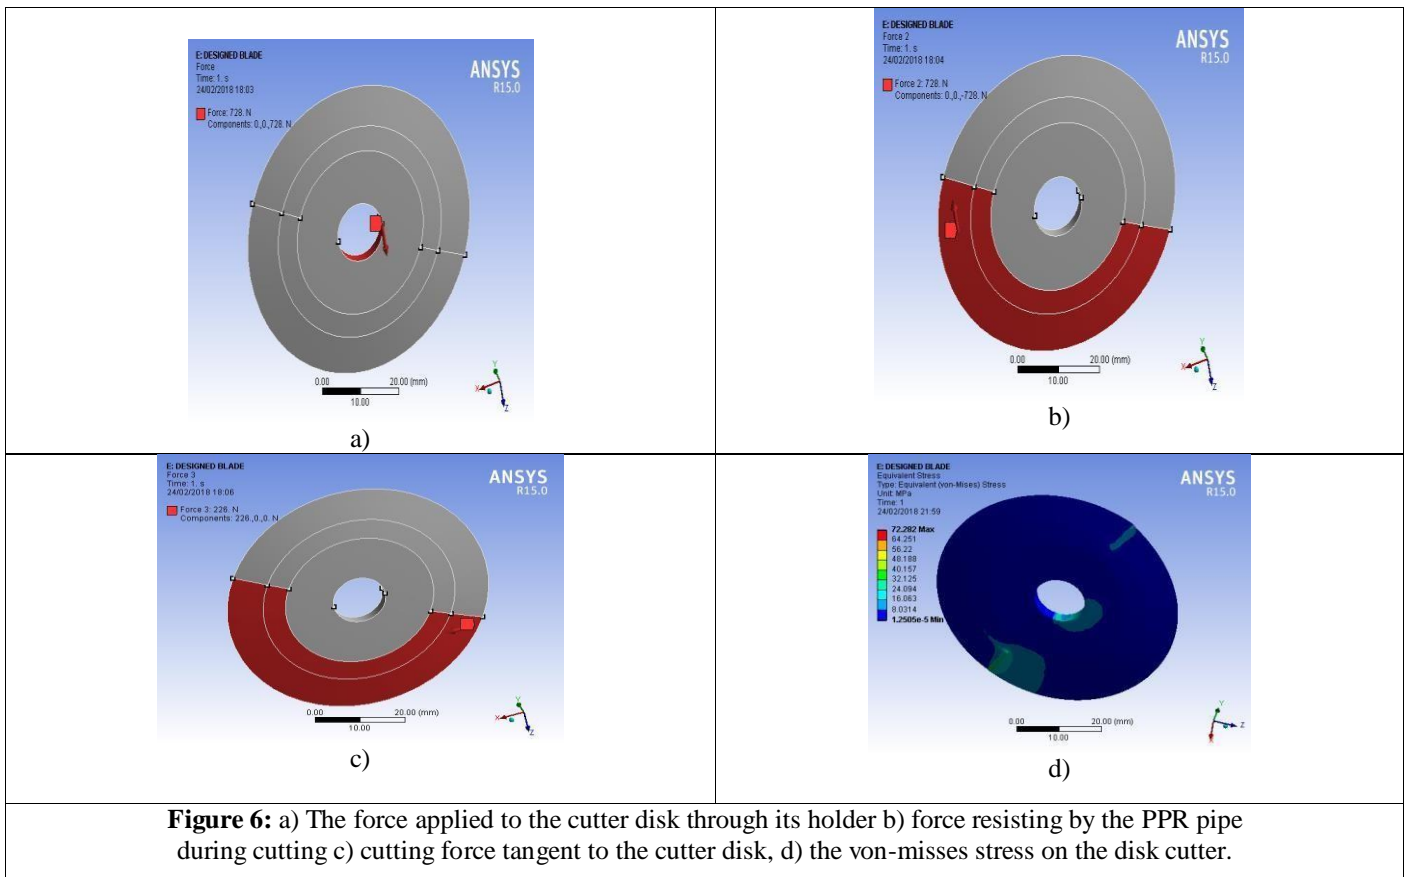 E: DESIGNED BLADE
Force
Time: 1. s
24/02/2018 18:03
Force: 728. N
Components: 0.,0.,728. N
ANSYS
R15.0
0.00 20.00 (mm)
10.00
X Y Z
a)
E: DESIGNED BLADE
Force 2
Time: 1. s
24/02/2018 18:04
Force 2: 728. N
Components: 0.,0.,-728. N
ANSYS
R15.0
0.00 20.00 (mm)
10.00
X Y Z
b)
E: DESIGNED BLADE
Force 3
Time: 1. s
24/02/2018 18:06
Force 3: 226. N
Components: 226.,0.,0. N
ANSYS
R15.0
0.00 20.00 (mm)
10.00
X Y Z
c)
E: DESIGNED BLADE
Equivalent Stress
Type: Equivalent (von-Mises) Stress
Unit: MPa
Time: 1
24/02/2018 21:59
72.282 Max
64.251
56.22
48.188
40.157
32.125
24.094
16.063
8.0314
1.2505e-5 Min
ANSYS
R15.0
0.00 20.00 (mm)
10.00
Y Z X
d)
Figure 6: a) The force applied to the cutter disk through its holder b) force resisting by the PPR pipe
during cutting c) cutting force tangent to the cutter disk, d) the von-misses stress on the disk cutter.